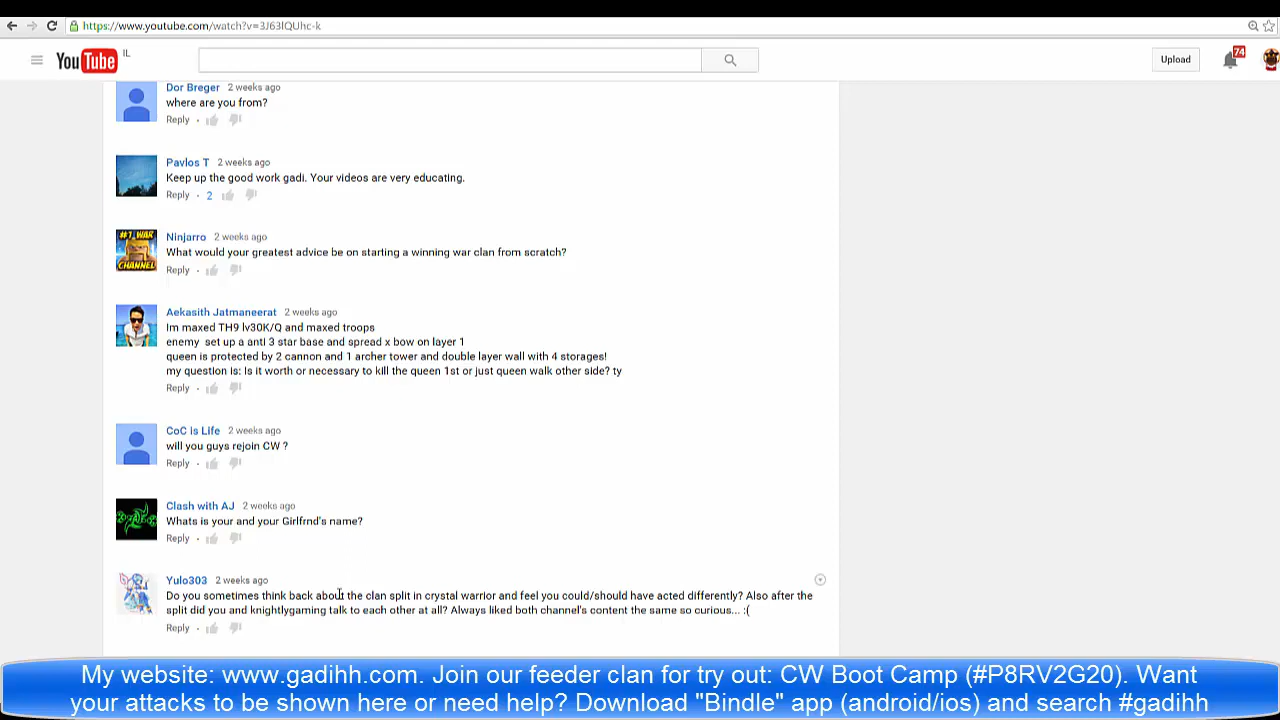 https://www.youtube.com/watch?v=3J63lQUhc-k
YouTube IL
Upload
74
Dor Breger 2 weeks ago
where are you from?
Reply
Pavlos T 2 weeks ago
Keep up the good work gadi. Your videos are very educating.
Reply · 2
#1 WAR
CHANNEL
Ninjarro 2 weeks ago
What would your greatest advice be on starting a winning war clan from scratch?
Reply
Aekasith Jatmaneerat 2 weeks ago
Im maxed TH9 lv30K/Q and maxed troops
enemy set up a anti 3 star base and spread x bow on layer 1
queen is protected by 2 cannon and 1 archer tower and double layer wall with 4 storages!
my question is: Is it worth or necessary to kill the queen 1st or just queen walk other side? ty
Reply
CoC is Life 2 weeks ago
will you guys rejoin CW ?
Reply
Clash with AJ 2 weeks ago
Whats is your and your Girlfrnd's name?
Reply
Yulo303 2 weeks ago
Do you sometimes think back about the clan split in crystal warrior and feel you could/should have acted differently? Also after the
split did you and knightlygaming talk to each other at all? Always liked both channel's content the same so curious... :(
Reply
My website: www.gadihh.com. Join our feeder clan for try out: CW Boot Camp (#P8RV2G20). Want
your attacks to be shown here or need help? Download "Bindle" app (android/ios) and search #gadihh